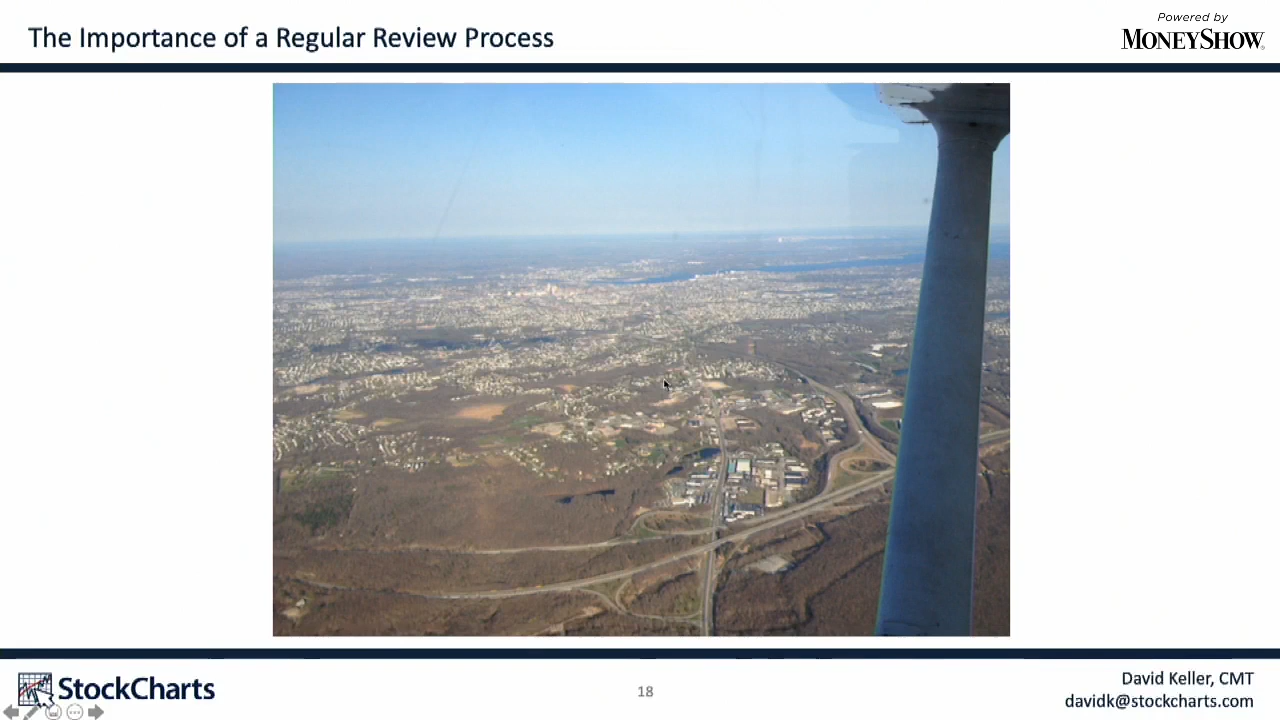 The Importance of a Regular Review Process
Powered by
MONEYSHOW
StockCharts
18
David Keller, CMT
davidk@stockcharts.com